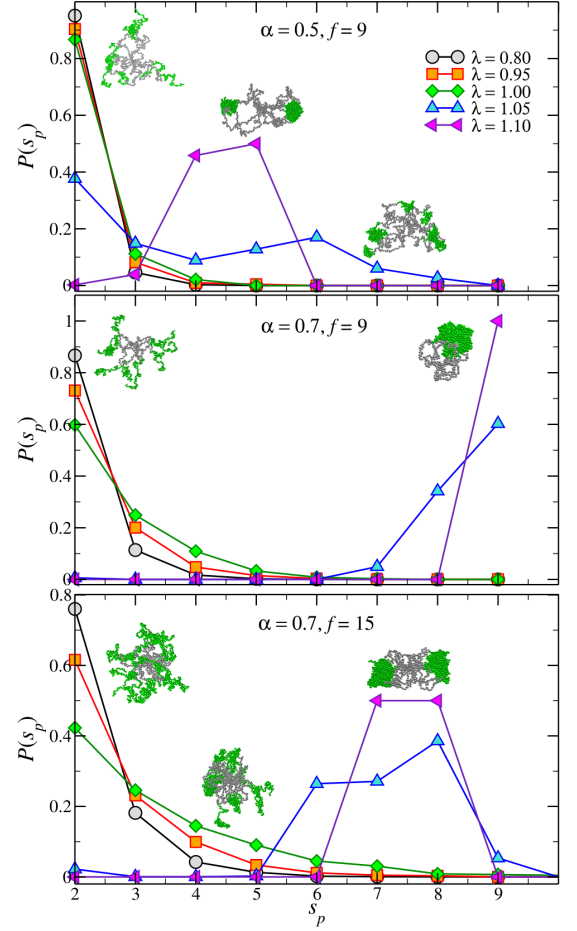 α = 0.5, f = 9
λ = 0.80
λ = 0.95
λ = 1.00
λ = 1.05
λ = 1.10
P(sₚ)
0.8
0.6
0.4
0.2
0
α = 0.7, f = 9
P(sₚ)
1
0.8
0.6
0.4
0.2
0
α = 0.7, f = 15
P(sₚ)
0.6
0.4
0.2
0
2 3 4 5 6 7 8 9
sₚ